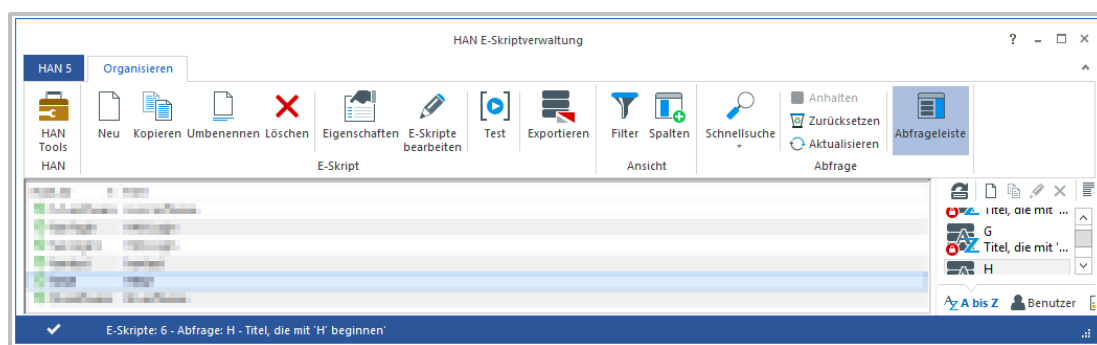 HAN E-Skriptverwaltung
?
HAN 5 Organisieren
HAN Tools Neu Kopieren Umbenennen Löschen Eigenschaften E-Skripte bearbeiten Test Exportieren Filter Spalten Schnellsuche Anhalten Zurücksetzen Aktualisieren Abfrageleiste
HAN E-Skript Ansicht Abfrage
Titel, die mit '...
G
Titel, die mit '...
H
A bis Z Benutzer
E-Skripte: 6 - Abfrage: H - Titel, die mit 'H' beginnen'